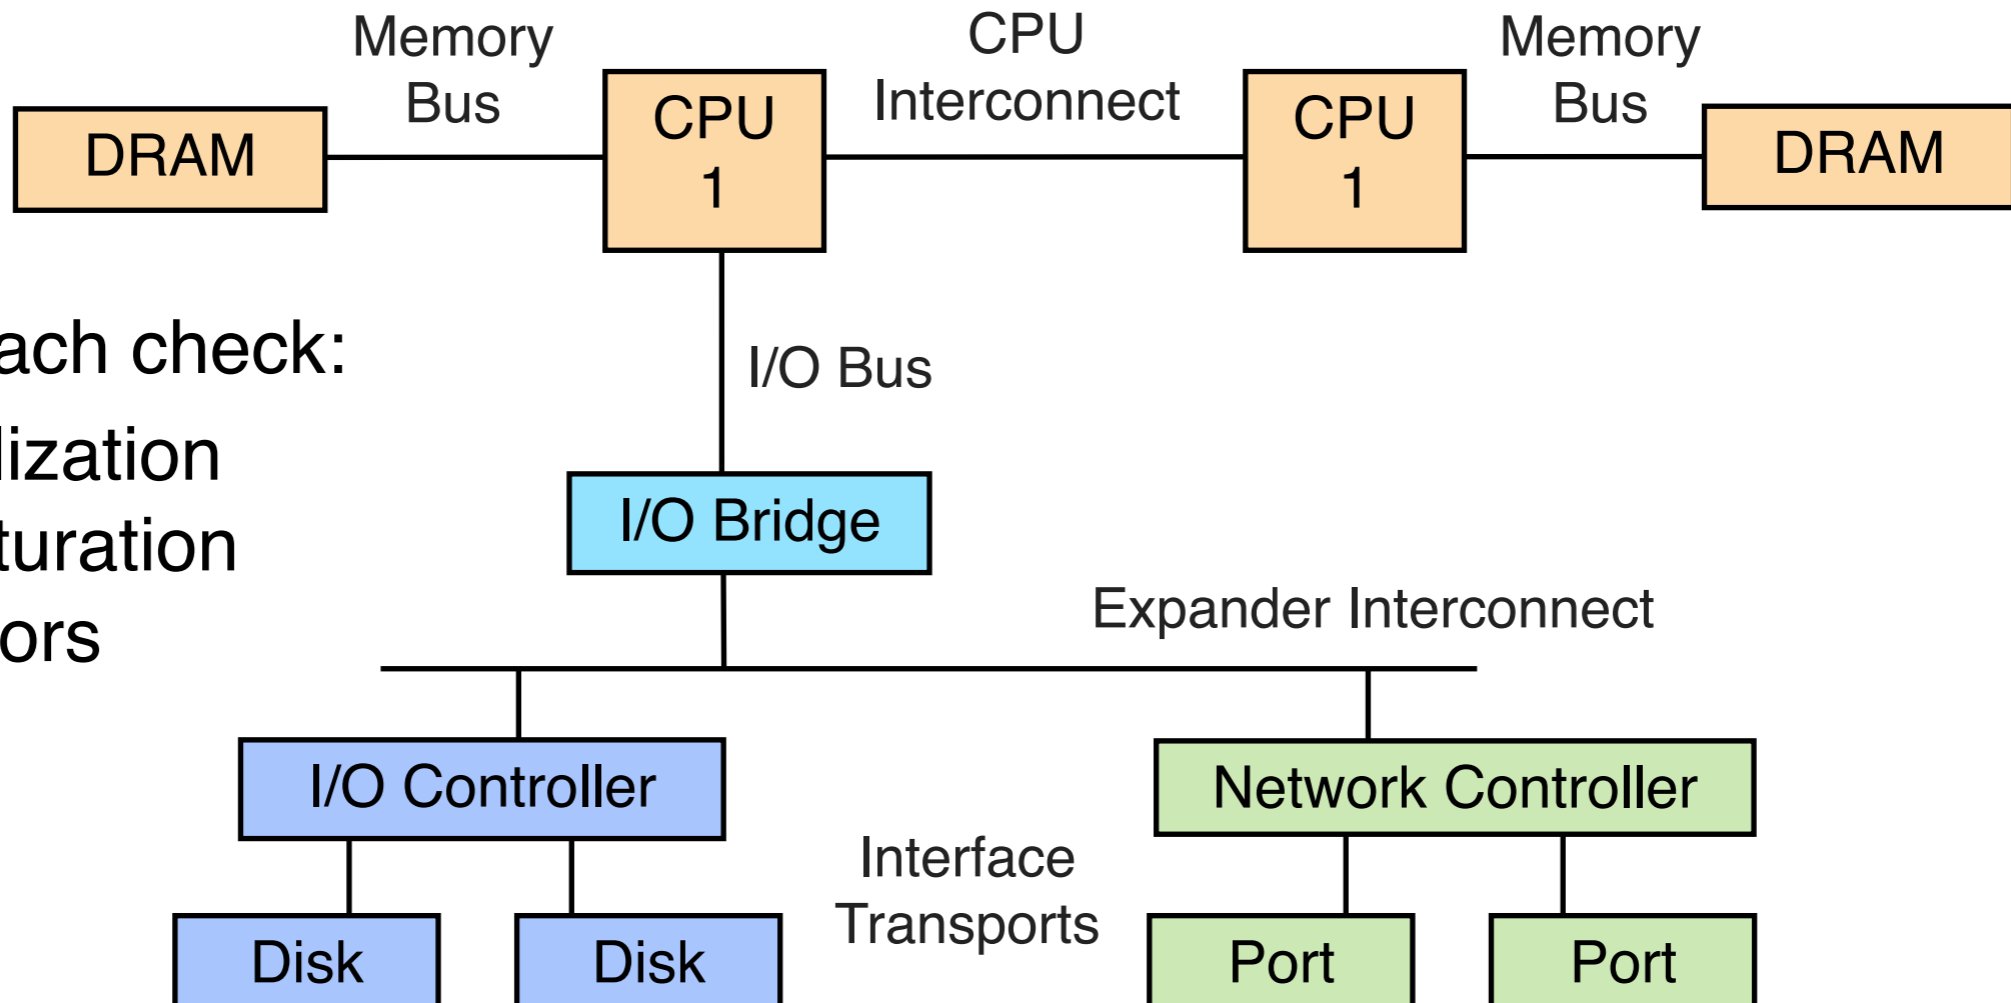 Memory
Bus
CPU
Interconnect
Memory
Bus
DRAM
CPU
1
CPU
1
DRAM
ach check:
I/O Bus
lization
I/O Bridge
turation
Expander Interconnect
ors
I/O Controller
Network Controller
Interface
Transports
Disk
Disk
Port
Port